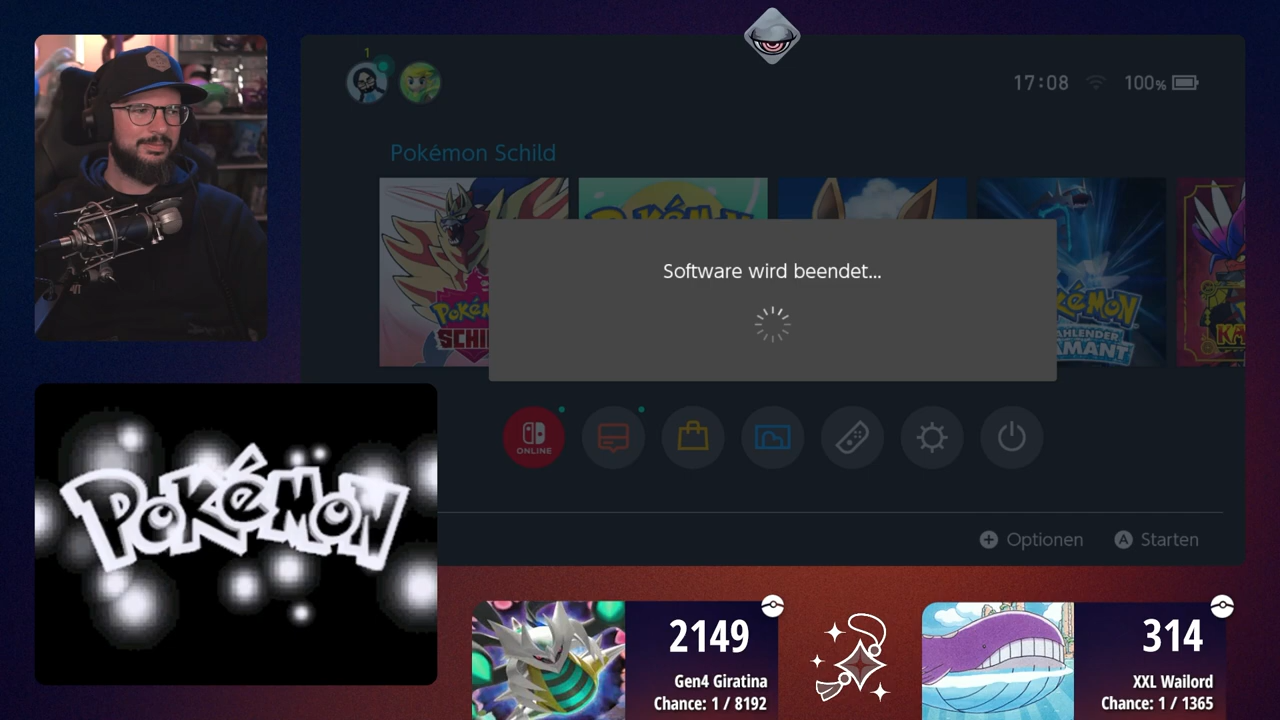 1
17:08
100%
Pokémon Schild
Software wird beendet...
ONLINE
Optionen
A Starten
POKéMON
2149
Gen4 Giratina
Chance: 1 / 8192
314
XXL Wailord
Chance: 1 / 1365